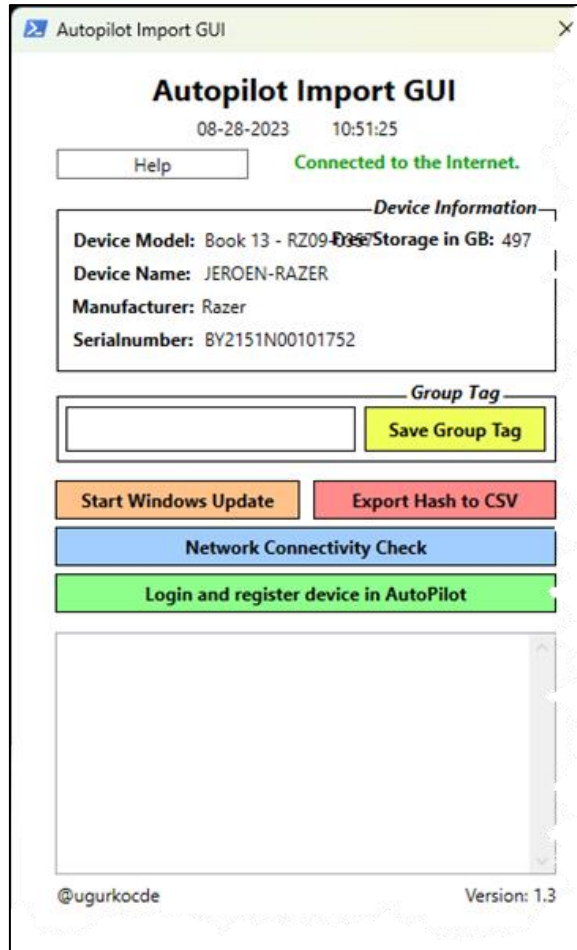 Autopilot Import GUI
Autopilot Import GUI
08-28-2023 10:51:25
Help
Connected to the Internet.
Device Information
Device Model: Book 13 - RZ09-0357 Free Storage in GB: 497
Device Name: JEROEN-RAZER
Manufacturer: Razer
Serialnumber: BY2151N00101752
Group Tag
Save Group Tag
Start Windows Update
Export Hash to CSV
Network Connectivity Check
Login and register device in AutoPilot
@ugurkocde
Version: 1.3